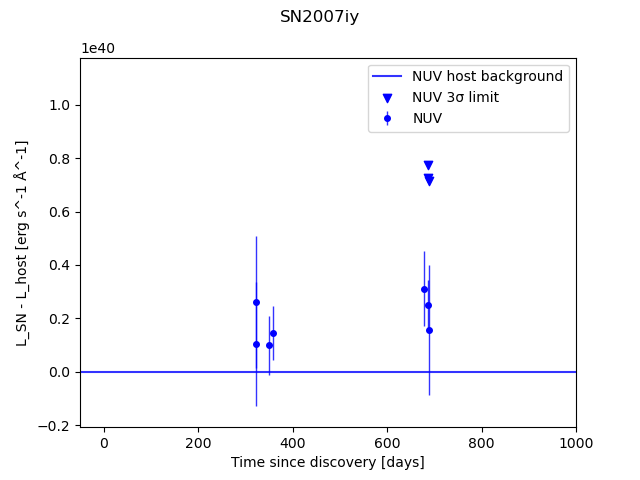 SN2007iy
1e40
NUV host background
NUV 3σ limit
NUV
1.0
0.8
0.6
0.4
0.2
0.0
−0.2
L_SN - L_host [erg s^-1 Å^-1]
0 200 400 600 800 1000
Time since discovery [days]